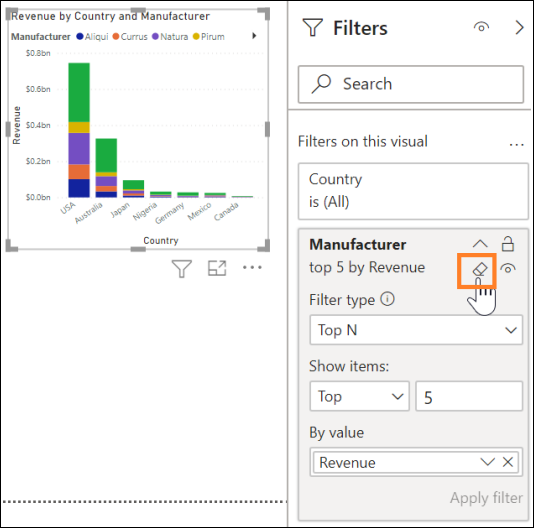 Revenue by Country and Manufacturer
Manufacturer Aliqui Currus Natura Pirum
$0.8bn
$0.6bn
$0.4bn
$0.2bn
$0.0bn
Revenue
USA
Australia
Japan
Nigeria
Germany
Mexico
Canada
Country
Filters
Search
Filters on this visual
Country
is (All)
Manufacturer
top 5 by Revenue
Filter type
Top N
Show items:
Top 5
By value
Revenue
Apply filter